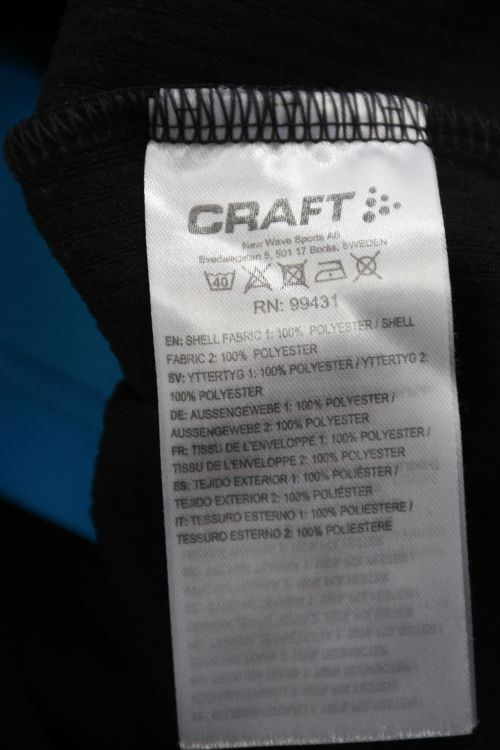 CRAFT
New Wave Sports AB
Evedalsgatan 5, 501 17 Borås, SWEDEN
40
RN: 99431
EN: SHELL FABRIC 1: 100% POLYESTER / SHELL
FABRIC 2: 100% POLYESTER
SV: YTTERTYG 1: 100% POLYESTER / YTTERTYG 2:
100% POLYESTER
DE: AUSSENGEWEBE 1: 100% POLYESTER /
AUSSENGEWEBE 2: 100% POLYESTER
FR: TISSU DE L'ENVELOPPE 1: 100% POLYESTER /
TISSU DE L'ENVELOPPE 2: 100% POLYESTER
ES: TEJIDO EXTERIOR 1: 100% POLIÉSTER /
TEJIDO EXTERIOR 2: 100% POLIÉSTER
IT: TESSURO ESTERNO 1: 100% POLIESTERE /
TESSURO ESTERNO 2: 100% POLIESTERE